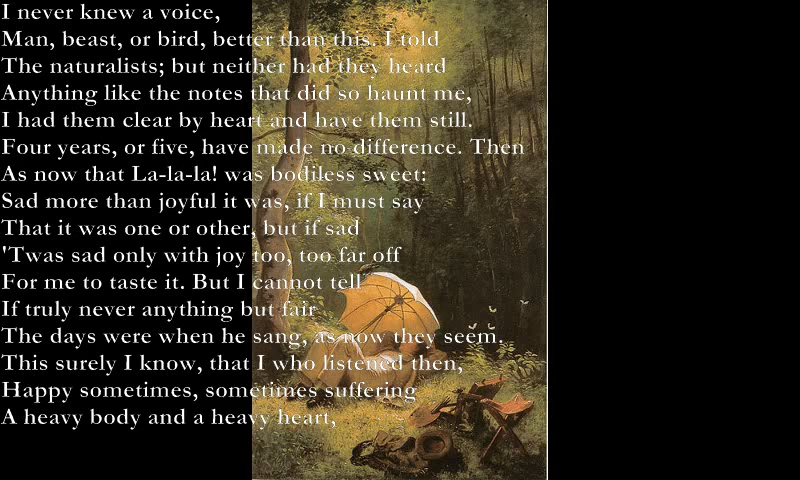 I never knew a voice,
Man, beast, or bird, better than this. I told
The naturalists; but neither had they heard
Anything like the notes that did so haunt me,
I had them clear by heart and have them still.
Four years, or five, have made no difference. Then
As now that La-la-la! was bodiless sweet:
Sad more than joyful it was, if I must say
That it was one or other, but if sad
'Twas sad only with joy too, too far off
For me to taste it. But I cannot tell
If truly never anything but fair
The days were when he sang, as now they seem.
This surely I know, that I who listened then,
Happy sometimes, sometimes suffering
A heavy body and a heavy heart,